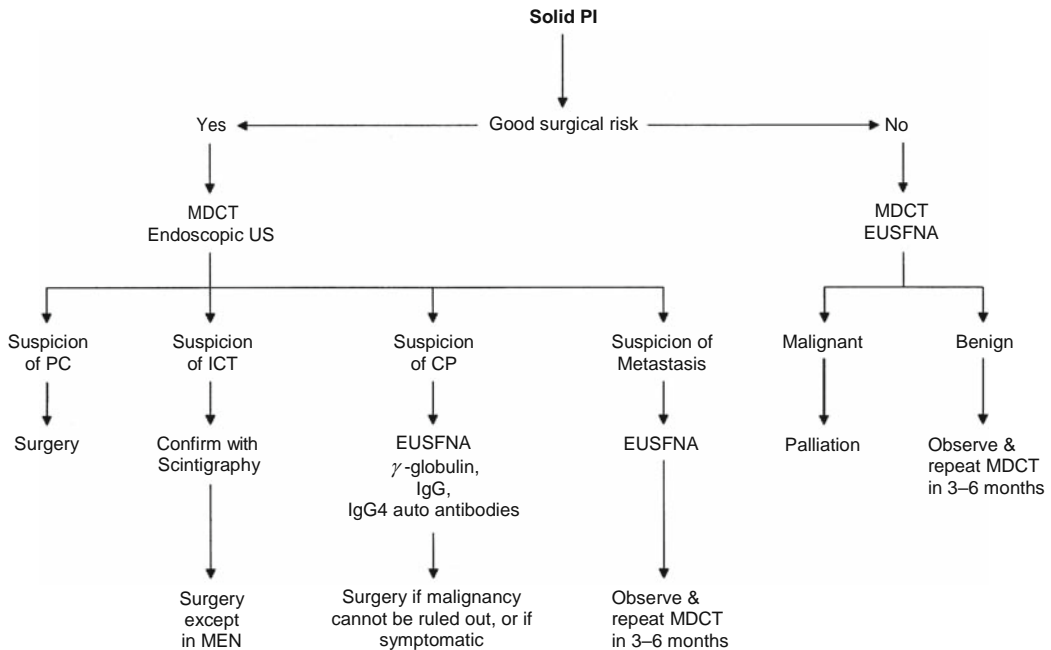 Solid PI
Yes
Good surgical risk
No
MDCT
Endoscopic US
MDCT
EUSFNA
Suspicion
of PC
Suspicion
of ICT
Suspicion
of CP
Suspicion of
Metastasis
Malignant
Benign
Surgery
Confirm with
Scintigraphy
EUSFNA
γ-globulin,
IgG,
IgG4 auto antibodies
EUSFNA
Palliation
Observe &
repeat MDCT
in 3–6 months
Surgery
except
in MEN
Surgery if malignancy
cannot be ruled out, or if
symptomatic
Observe &
repeat MDCT
in 3–6 months